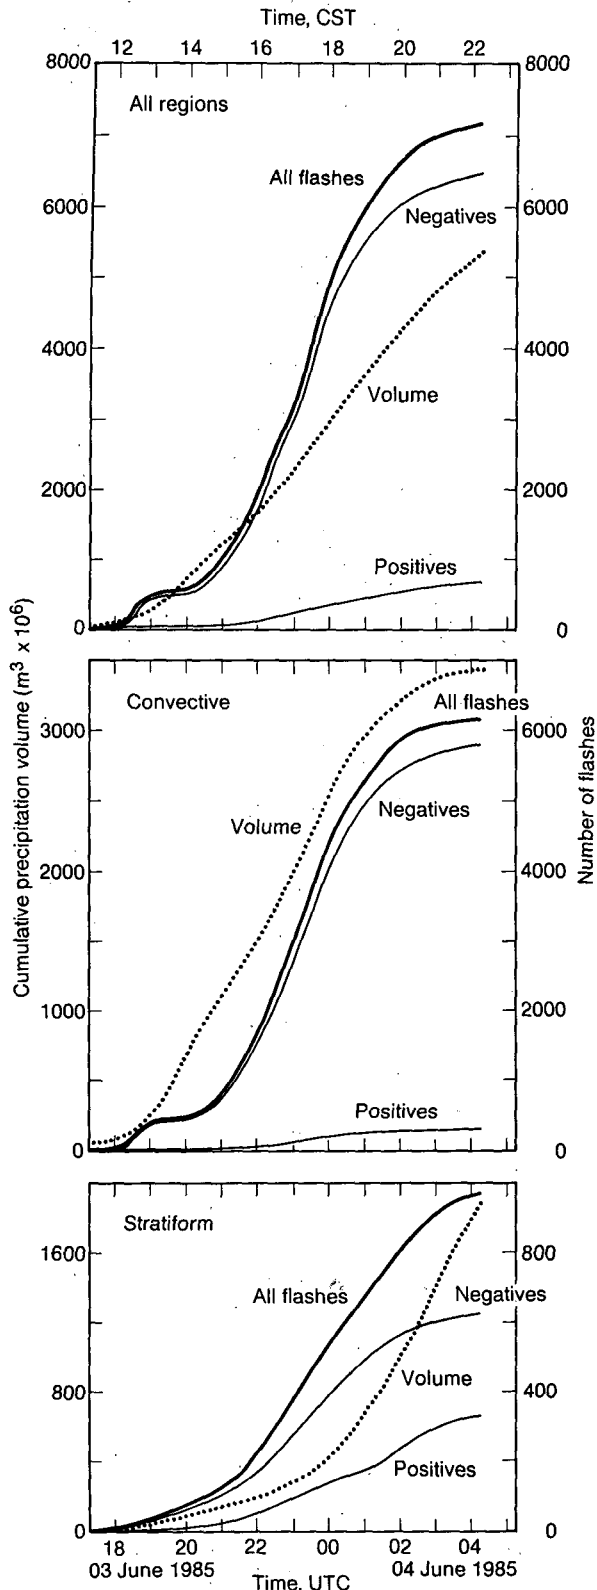 Time, CST
12 14 16 18 20 22
8000 8000
All regions
All flashes
6000 Negatives 6000
4000 4000
Volume
2000 2000
Positives
0 0
Cumulative precipitation volume (m³ x 10⁶)
Number of flashes
Convective
All flashes
3000 6000
Negatives
Volume
2000 4000
1000 2000
Positives
0 0
Stratiform
1600 800
All flashes Negatives
800 400
Volume
Positives
0 0
18 20 22 00 02 04
03 June 1985 04 June 1985
Time, UTC